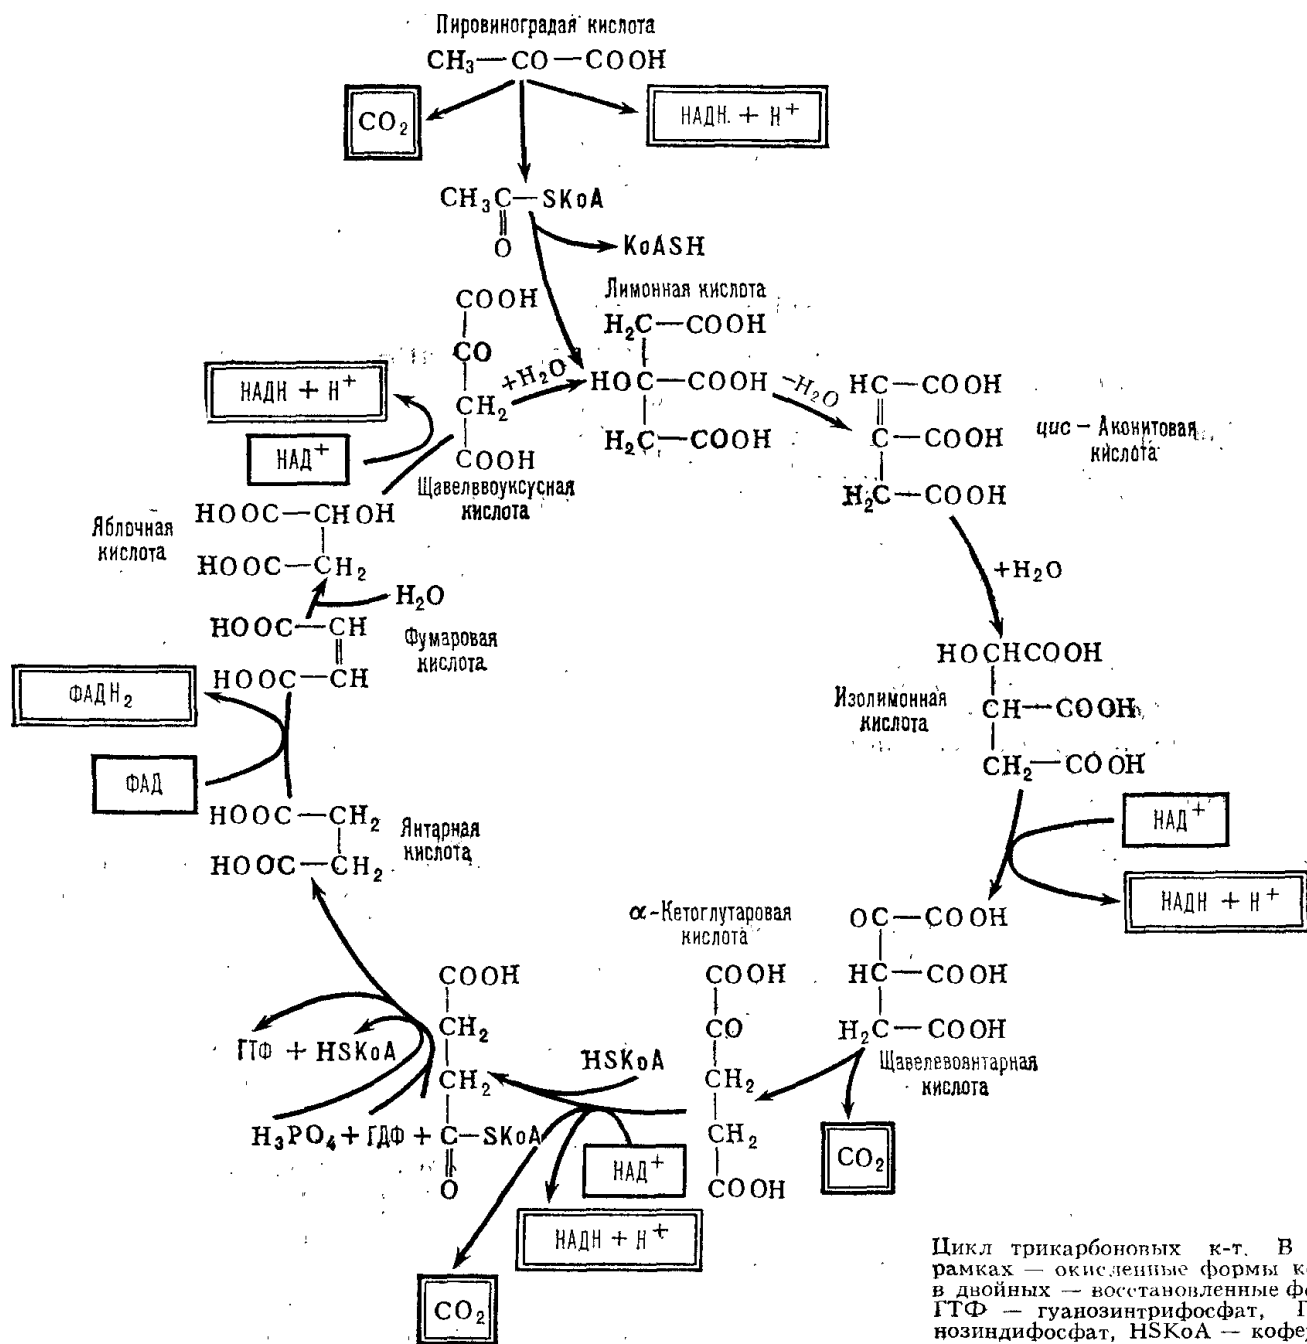 Пировиноградая кислота
CH₃—CO—COOH
CO₂
НАДН + H⁺
CH₃C—SKoA
O
KoASH
Лимонная кислота
H₂C—COOH
HO C—COOH
H₂C—COOH
−H₂O
COOH
CO
CH₂
COOH
+H₂O
Щавелввоуксусная
кислота
НАДН + H⁺
НАД⁺
HC—COOH
C—COOH
H₂C—COOH
цис – Аконитовая
кислота
+H₂O
Яблочная
кислота
HOOC—CHOH
HOOC—CH₂
H₂O
HOOC—CH
HOOC—CH
Фумаровая
кислота
ФАДН₂
ФАД
HOOC—CH₂
HOOC—CH₂
Янтарная
кислота
HOCHCOOH
CH—COOH
CH₂—COOH
Изолимонная
кислота
НАД⁺
НАДН + H⁺
OC—COOH
HC—COOH
H₂C—COOH
Щавелевоянтарная
кислота
CO₂
α-Кетоглутаровая
кислота
COOH
CO
CH₂
CH₂
COOH
HSKoA
НАД⁺
НАДН + H⁺
CO₂
COOH
CH₂
CH₂
ГТФ + HSKoA
H₃PO₄ + ГДФ + C—SKoA
O
Цикл трикарбоновых к-т. В
рамках — окисленные формы к
в двойных — восстановленные ф
ГТФ — гуанозинтрифосфат, Г
нозиндифосфат, HSKoA — кофе